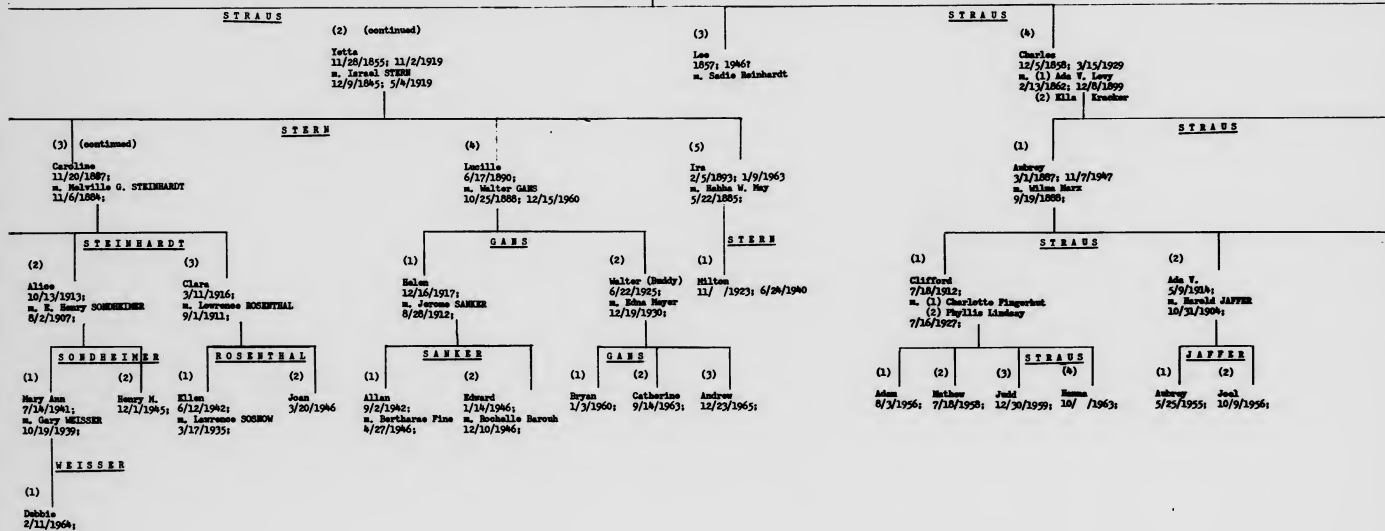 STRAUS
(2) (continued)
Yetta
11/28/1855; 11/2/1919
m. Israel STERN
12/9/1845; 5/4/1919
(3)
Lee
1857; 1946?
m. Sadie Reinhardt
STRAUS
(4)
Charles
12/5/1858; 3/15/1929
m. (1) Ada V. Levy
2/13/1862; 12/8/1899
(2) Ella Kracker
STERN
(3) (continued)
Caroline
11/20/1887;
m. Melville G. STEINHARDT
11/6/1884;
(4)
Lucille
6/17/1890;
m. Walter GANS
10/25/1888; 12/15/1960
(5)
Ira
2/5/1893; 1/9/1963
m. Hahha W. May
5/22/1885;
STRAUS
(1)
Aubrey
3/1/1887; 11/7/1947
m. Wilma Marx
9/19/1888;
STEINHARDT
(2)
Alice
10/13/1913;
m. E. Henry SONDHEIMER
8/2/1907;
(3)
Clara
3/11/1916;
m. Lawrence ROSENTHAL
9/1/1911;
GANS
(1)
Helen
12/16/1917;
m. Jerome SANKER
8/28/1912;
(2)
Walter (Buddy)
6/22/1925;
m. Edna Meyer
12/19/1930;
STERN
(1)
Milton
11/ /1923; 6/24/1940
STRAUS
(1)
Clifford
7/18/1912;
m. (1) Charlotte Fingerhut
(2) Phyllis Lindsay
7/16/1927;
(2)
Ada V.
5/9/1914;
m. Harold JAFFER
10/31/1904;
SONDHEIMER
(1)
Mary Ann
7/14/1941;
m. Gary WEISSER
10/19/1939;
(2)
Henry M.
12/1/1945;
ROSENTHAL
(1)
Ellen
6/12/1942;
m. Lawrence SOSNOW
3/17/1935;
(2)
Joan
3/20/1946
SANKER
(1)
Allan
9/2/1942;
m. Bertharae Fine
4/27/1946;
(2)
Edward
1/14/1946;
m. Rochelle Barouh
12/10/1946;
GANS
(1)
Bryan
1/3/1960;
(2)
Catherine
9/14/1963;
(3)
Andrew
12/23/1965;
STRAUS
(1)
Adam
8/3/1956;
(2)
Mathew
7/18/1958;
(3)
Judd
12/30/1959;
(4)
10/ /1963;
JAFFER
(1)
Aubrey
5/25/1955;
(2)
Joel
10/9/1956;
WEISSER
(1)
Debbie
2/11/1964;